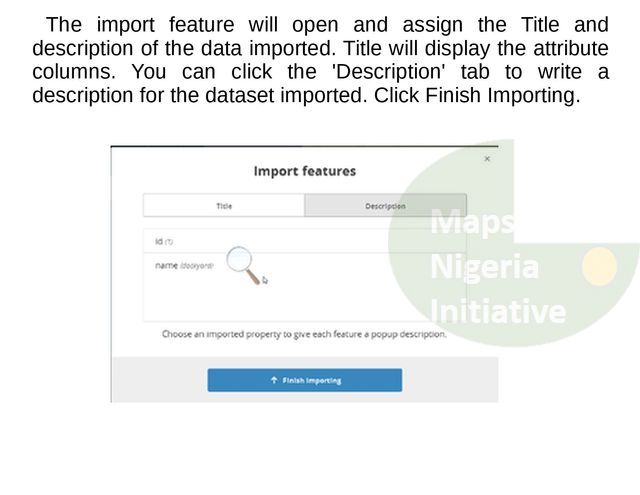 The import feature will open and assign the Title and
description of the data imported. Title will display the attribute
columns. You can click the 'Description' tab to write a
description for the dataset imported. Click Finish Importing.
Import features
×
Title
Description
id (1)
name (dockyard)
Choose an imported property to give each feature a popup description.
Finish Importing
Maps
Nigeria
Initiative